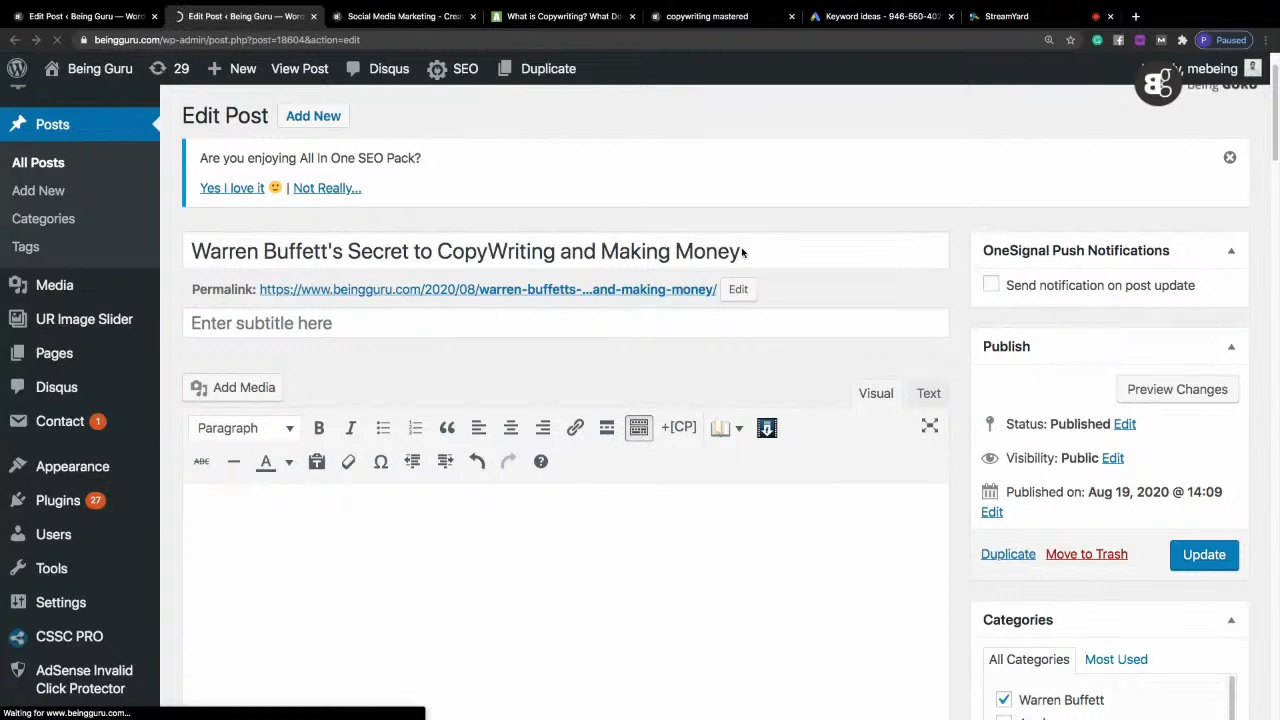 Edit Post ‹ Being Guru — Wor
Edit Post ‹ Being Guru — Wor
Social Media Marketing - Crea
What is Copywriting? What Do
copywriting mastered
Keyword ideas - 946-550-402
StreamYard
beingguru.com/wp-admin/post.php?post=18604&action=edit
P Paused
Being Guru
29
New
View Post
Disqus
SEO
Duplicate
mebeing
Posts
All Posts
Add New
Categories
Tags
Media
UR Image Slider
Pages
Disqus
Contact 1
Appearance
Plugins 27
Users
Tools
Settings
CSSC PRO
AdSense Invalid
Click Protector
Waiting for www.beingguru.com...
Edit Post
Add New
Are you enjoying All In One SEO Pack?
Yes I love it | Not Really...
Warren Buffett's Secret to CopyWriting and Making Money
Permalink: https://www.beingguru.com/2020/08/warren-buffetts-...and-making-money/ Edit
Enter subtitle here
Add Media
Visual
Text
Paragraph
B
I
+[CP]
ABC
A
OneSignal Push Notifications
Send notification on post update
Publish
Preview Changes
Status: Published Edit
Visibility: Public Edit
Published on: Aug 19, 2020 @ 14:09
Edit
Duplicate
Move to Trash
Update
Categories
All Categories
Most Used
Warren Buffett